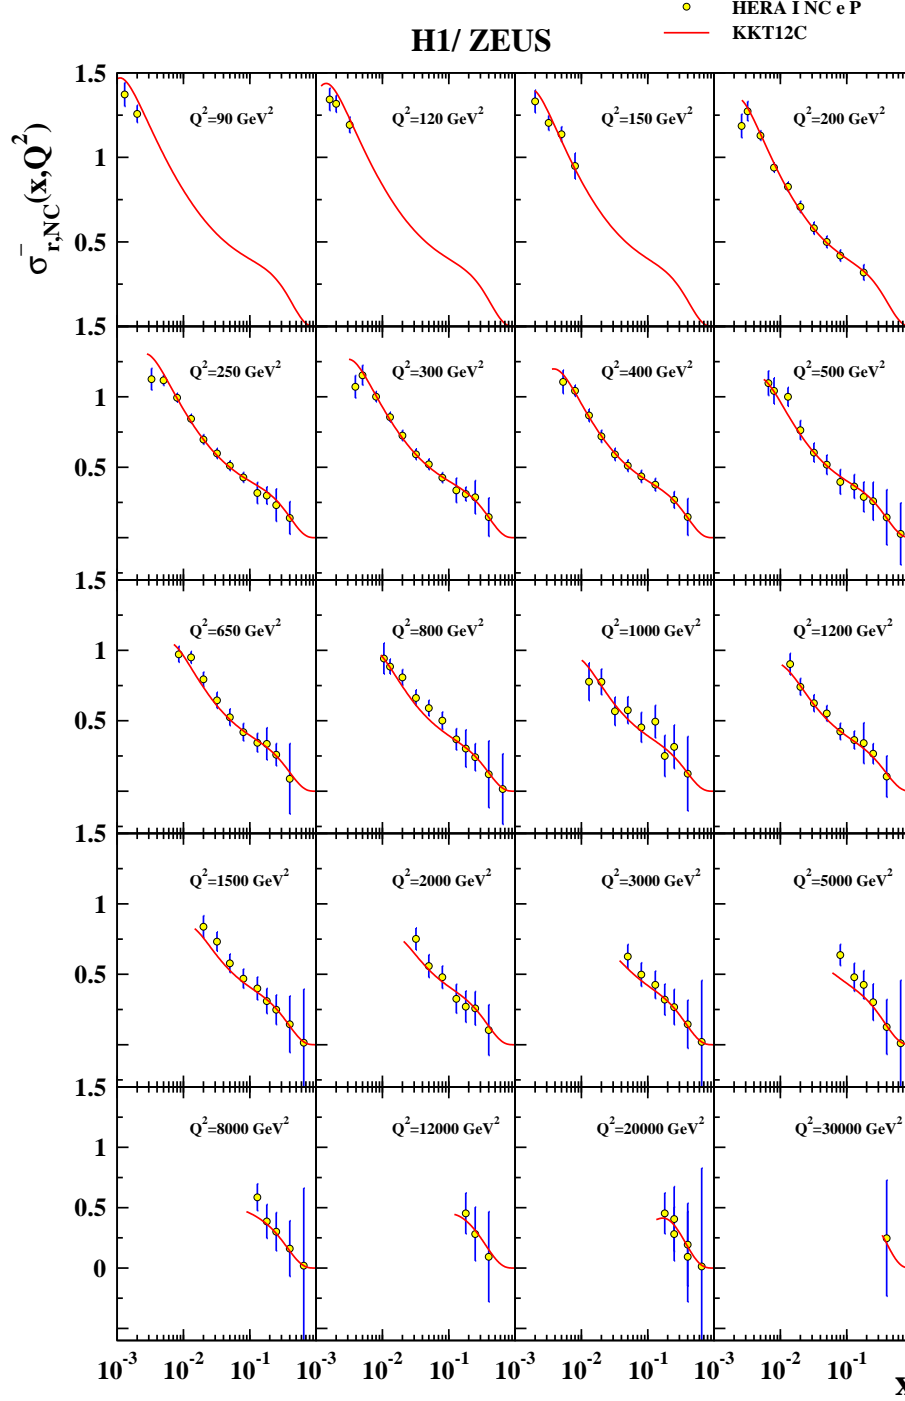 HERA I NC e P
KKT12C
H1/ ZEUS
σ⁻r,NC(x,Q²)
1.5
1
0.5
Q²=90 GeV²
Q²=120 GeV²
Q²=150 GeV²
Q²=200 GeV²
1.5
1
0.5
Q²=250 GeV²
Q²=300 GeV²
Q²=400 GeV²
Q²=500 GeV²
1.5
1
0.5
Q²=650 GeV²
Q²=800 GeV²
Q²=1000 GeV²
Q²=1200 GeV²
1.5
1
0.5
Q²=1500 GeV²
Q²=2000 GeV²
Q²=3000 GeV²
Q²=5000 GeV²
1.5
1
0.5
0
Q²=8000 GeV²
Q²=12000 GeV²
Q²=20000 GeV²
Q²=30000 GeV²
10⁻³ 10⁻² 10⁻¹ 10⁻³ 10⁻² 10⁻¹ 10⁻³ 10⁻² 10⁻¹ 10⁻³ 10⁻² 10⁻¹
x